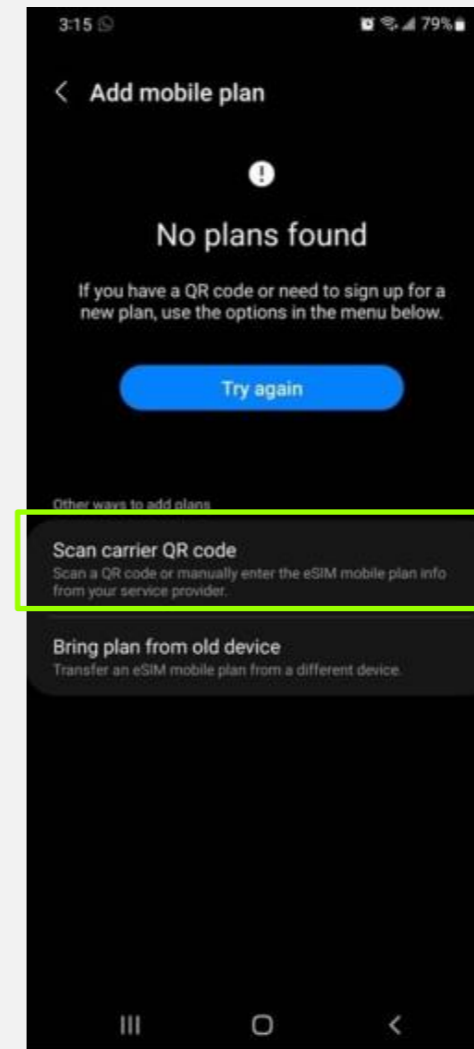 3:15 79%
Add mobile plan
No plans found
If you have a QR code or need to sign up for a
new plan, use the options in the menu below.
Try again
Other ways to add plans
Scan carrier QR code
Scan a QR code or manually enter the eSIM mobile plan info
from your service provider.
Bring plan from old device
Transfer an eSIM mobile plan from a different device.